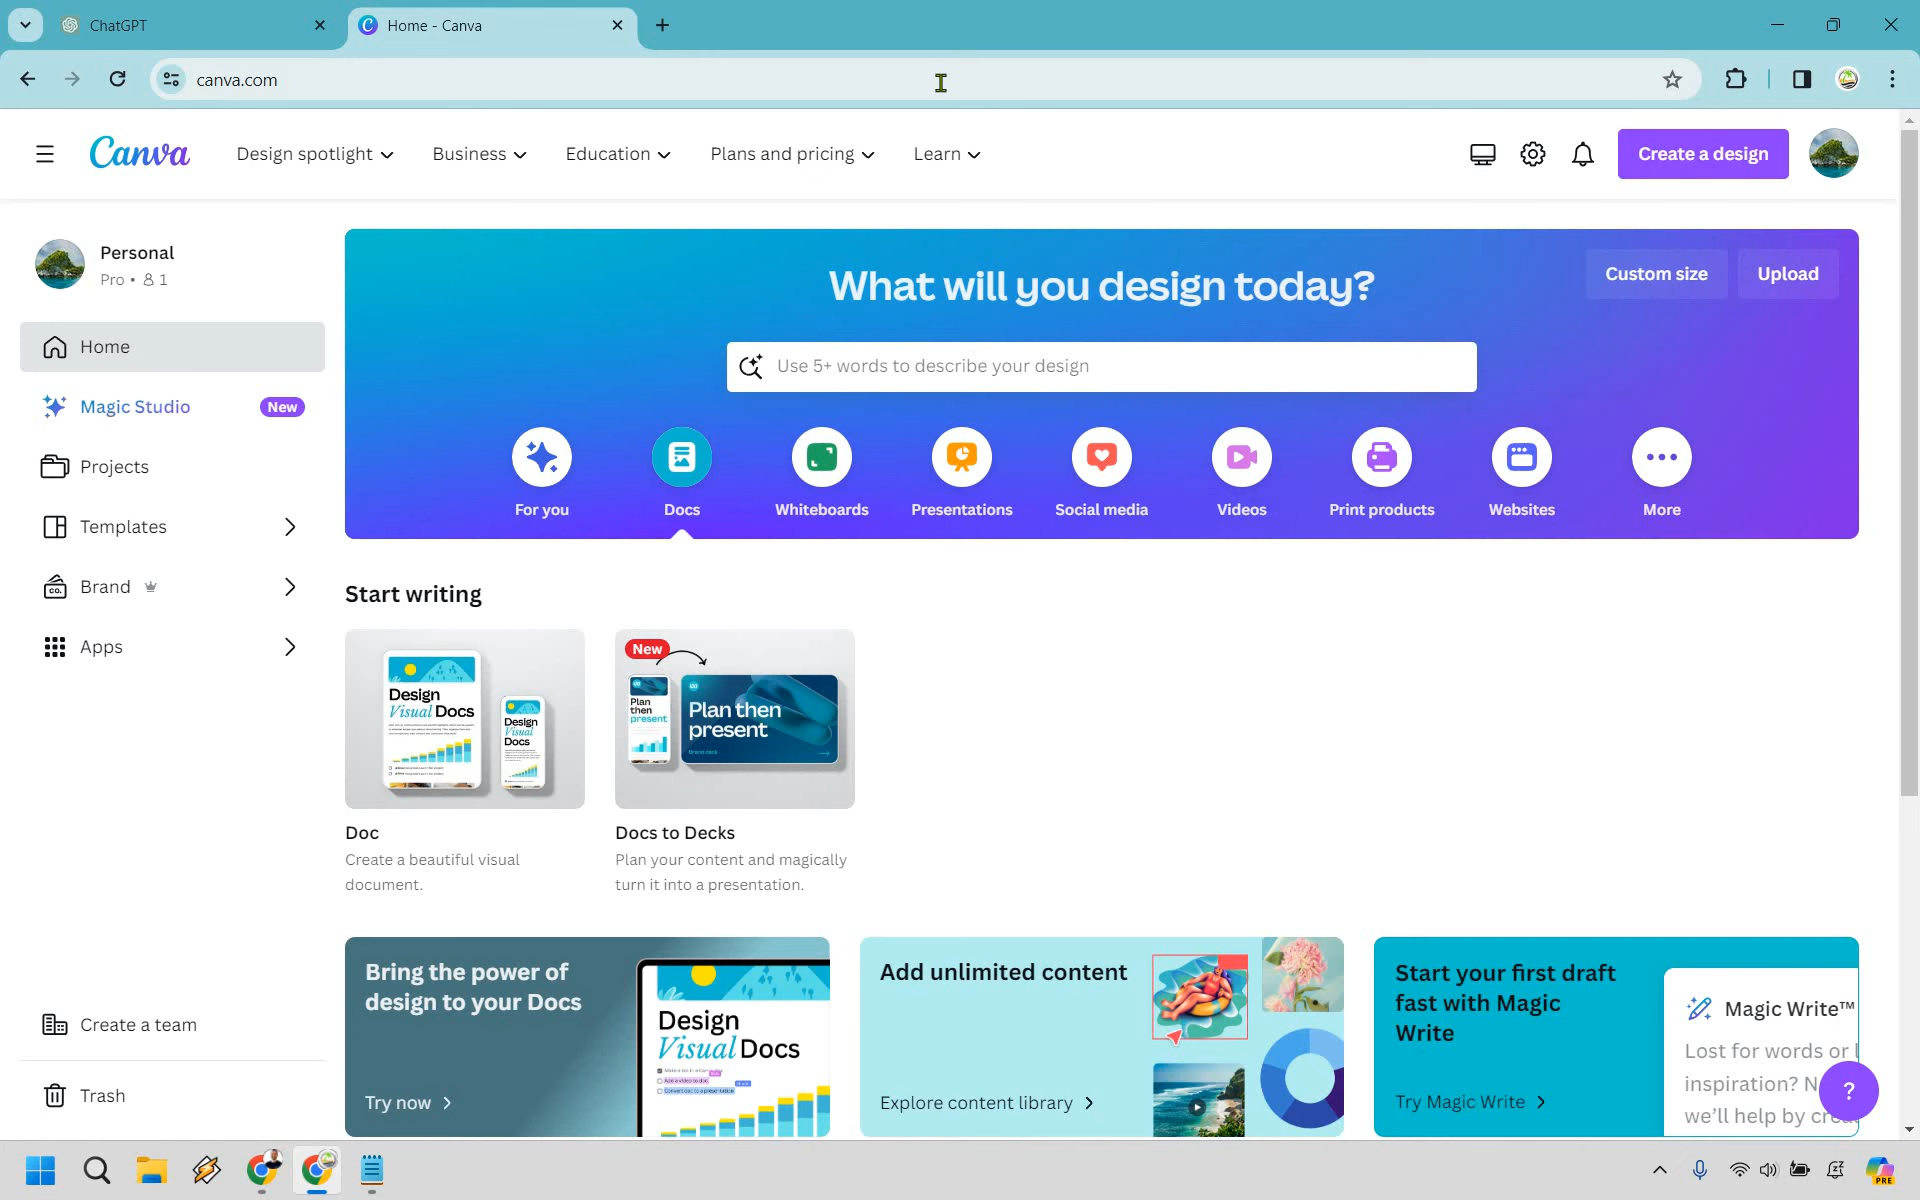 ChatGPT
Home - Canva
canva.com
Canva
Design spotlight
Business
Education
Plans and pricing
Learn
Create a design
Personal
Pro • 1
Home
Magic Studio
New
Projects
Templates
Brand
Apps
Create a team
Trash
What will you design today?
Custom size
Upload
Use 5+ words to describe your design
For you
Docs
Whiteboards
Presentations
Social media
Videos
Print products
Websites
More
Start writing
Design
Visual Docs
Design
Visual
Docs
New
Plan
then
present
Plan then
present
Doc
Create a beautiful visual
document.
Docs to Decks
Plan your content and magically
turn it into a presentation.
Bring the power of
design to your Docs
Try now
Design
Visual Docs
Add unlimited content
Explore content library
Start your first draft
fast with Magic
Write
Try Magic Write
Magic Write™
Lost for words or
inspiration? N
we'll help by cre
?
PRE